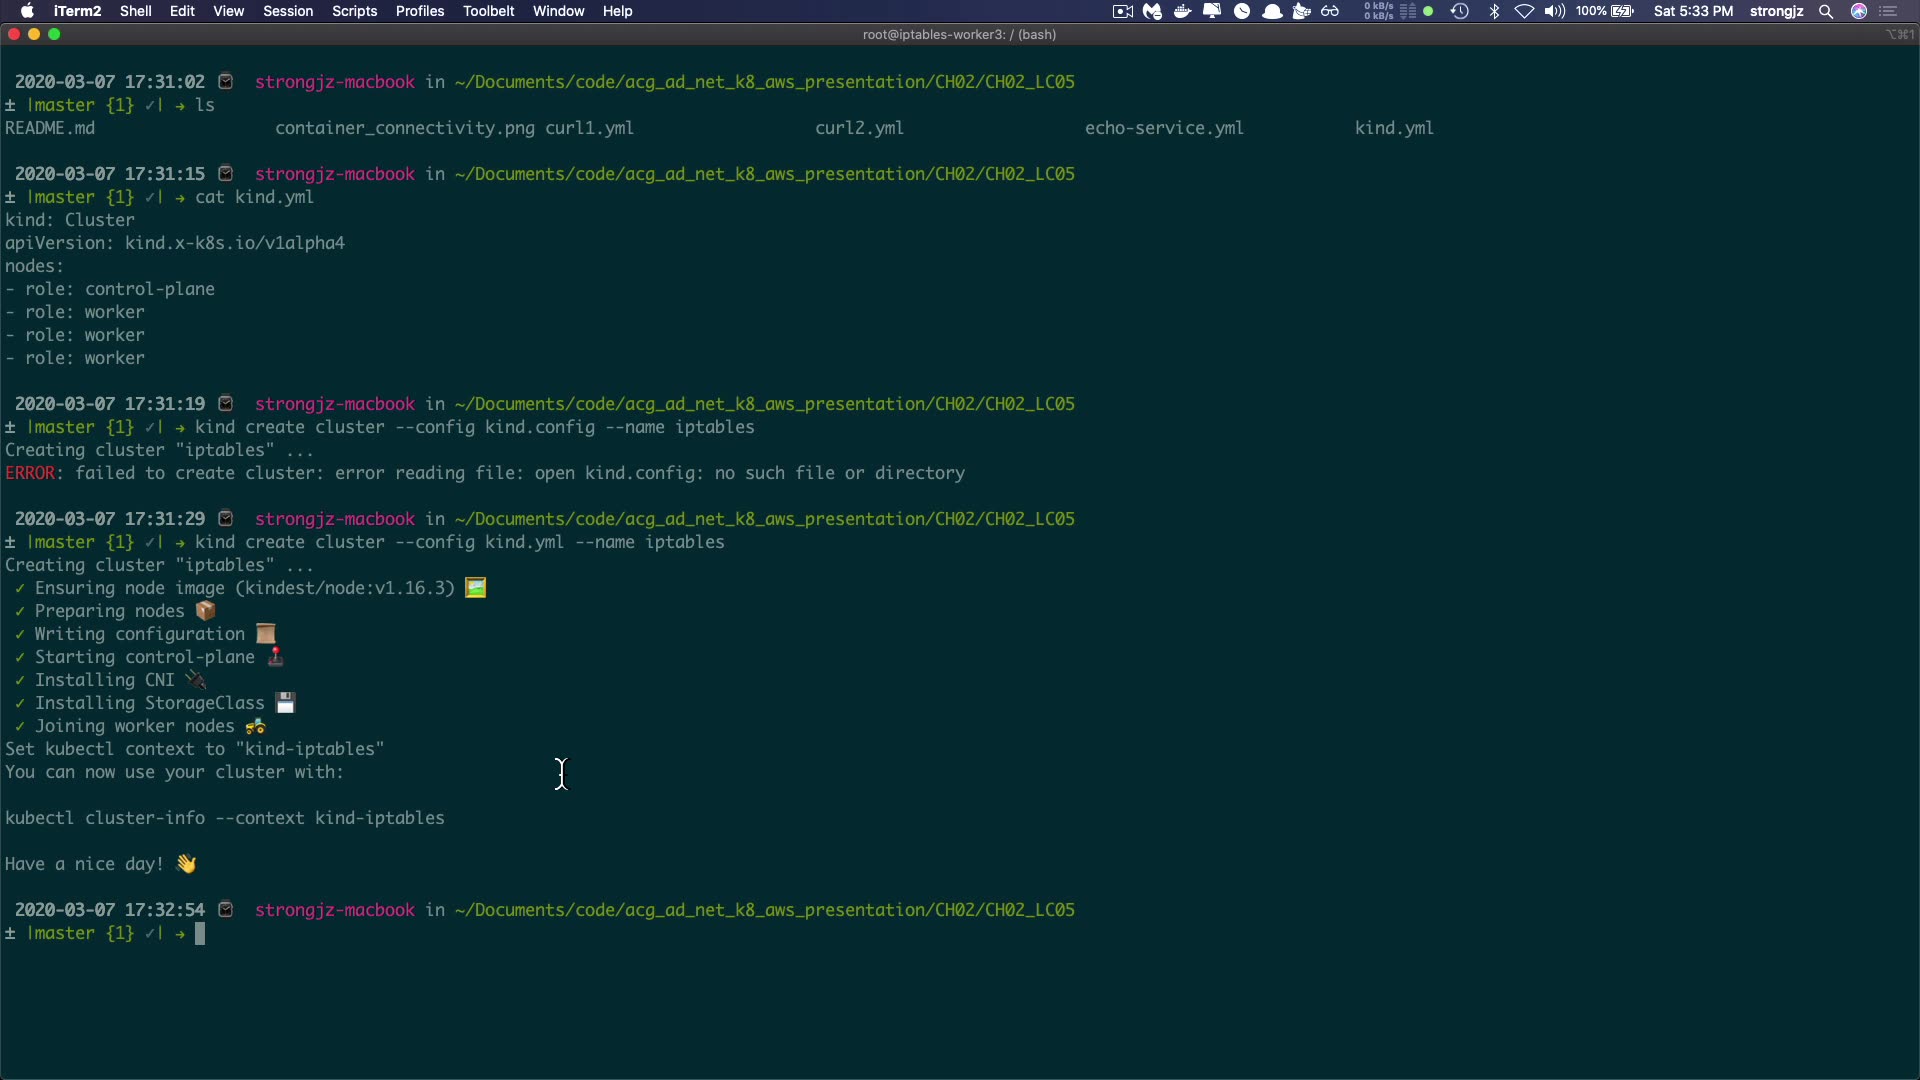 iTerm2 Shell Edit View Session Scripts Profiles Toolbelt Window Help 0 kB/s 0 kB/s 100% Sat 5:33 PM strongjz
root@iptables-worker3: / (bash) ⌥⌘1
2020-03-07 17:31:02 strongjz-macbook in ~/Documents/code/acg_ad_net_k8_aws_presentation/CH02/CH02_LC05
± |master {1} ✓| → ls
README.md container_connectivity.png curl1.yml curl2.yml echo-service.yml kind.yml
2020-03-07 17:31:15 strongjz-macbook in ~/Documents/code/acg_ad_net_k8_aws_presentation/CH02/CH02_LC05
± |master {1} ✓| → cat kind.yml
kind: Cluster
apiVersion: kind.x-k8s.io/v1alpha4
nodes:
- role: control-plane
- role: worker
- role: worker
- role: worker
2020-03-07 17:31:19 strongjz-macbook in ~/Documents/code/acg_ad_net_k8_aws_presentation/CH02/CH02_LC05
± |master {1} ✓| → kind create cluster --config kind.config --name iptables
Creating cluster "iptables" ...
ERROR: failed to create cluster: error reading file: open kind.config: no such file or directory
2020-03-07 17:31:29 strongjz-macbook in ~/Documents/code/acg_ad_net_k8_aws_presentation/CH02/CH02_LC05
± |master {1} ✓| → kind create cluster --config kind.yml --name iptables
Creating cluster "iptables" ...
✓ Ensuring node image (kindest/node:v1.16.3) 🖼
✓ Preparing nodes 📦
✓ Writing configuration 📜
✓ Starting control-plane 🕹
✓ Installing CNI 🔌
✓ Installing StorageClass 💾
✓ Joining worker nodes 🚜
Set kubectl context to "kind-iptables"
You can now use your cluster with:
kubectl cluster-info --context kind-iptables
Have a nice day! 👋
2020-03-07 17:32:54 strongjz-macbook in ~/Documents/code/acg_ad_net_k8_aws_presentation/CH02/CH02_LC05
± |master {1} ✓| →